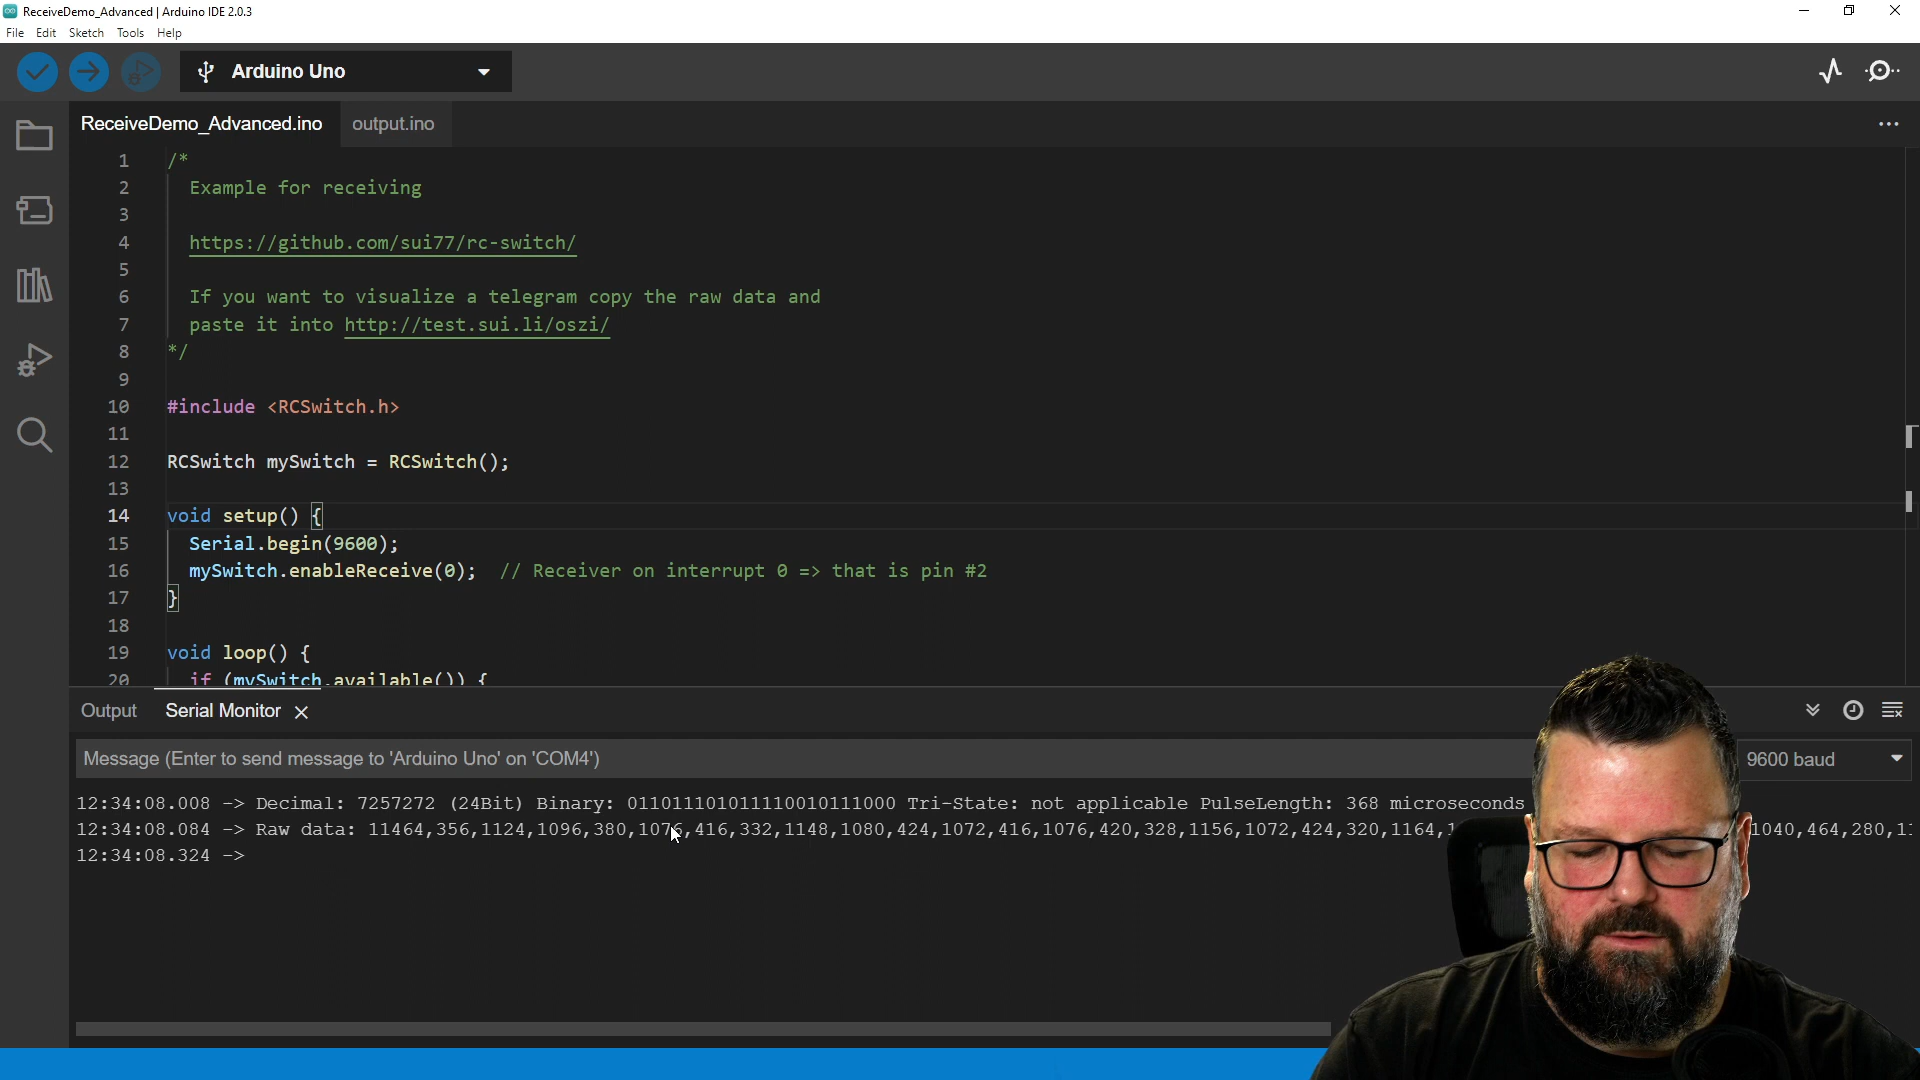 ReceiveDemo_Advanced | Arduino IDE 2.0.3
File Edit Sketch Tools Help
Arduino Uno
ReceiveDemo_Advanced.ino output.ino
1 /*
2 Example for receiving
3
4 https://github.com/sui77/rc-switch/
5
6 If you want to visualize a telegram copy the raw data and
7 paste it into http://test.sui.li/oszi/
8 */
9
10 #include <RCSwitch.h>
11
12 RCSwitch mySwitch = RCSwitch();
13
14 void setup() {
15 Serial.begin(9600);
16 mySwitch.enableReceive(0); // Receiver on interrupt 0 => that is pin #2
17 }
18
19 void loop() {
20 if (mySwitch.available()) {
Output Serial Monitor
Message (Enter to send message to 'Arduino Uno' on 'COM4') 9600 baud
12:34:08.008 -> Decimal: 7257272 (24Bit) Binary: 011011101011110010111000 Tri-State: not applicable PulseLength: 368 microseconds
12:34:08.084 -> Raw data: 11464,356,1124,1096,380,1076,416,332,1148,1080,424,1072,416,1076,420,328,1156,1072,424,320,1164, 1040,464,280,
12:34:08.324 ->